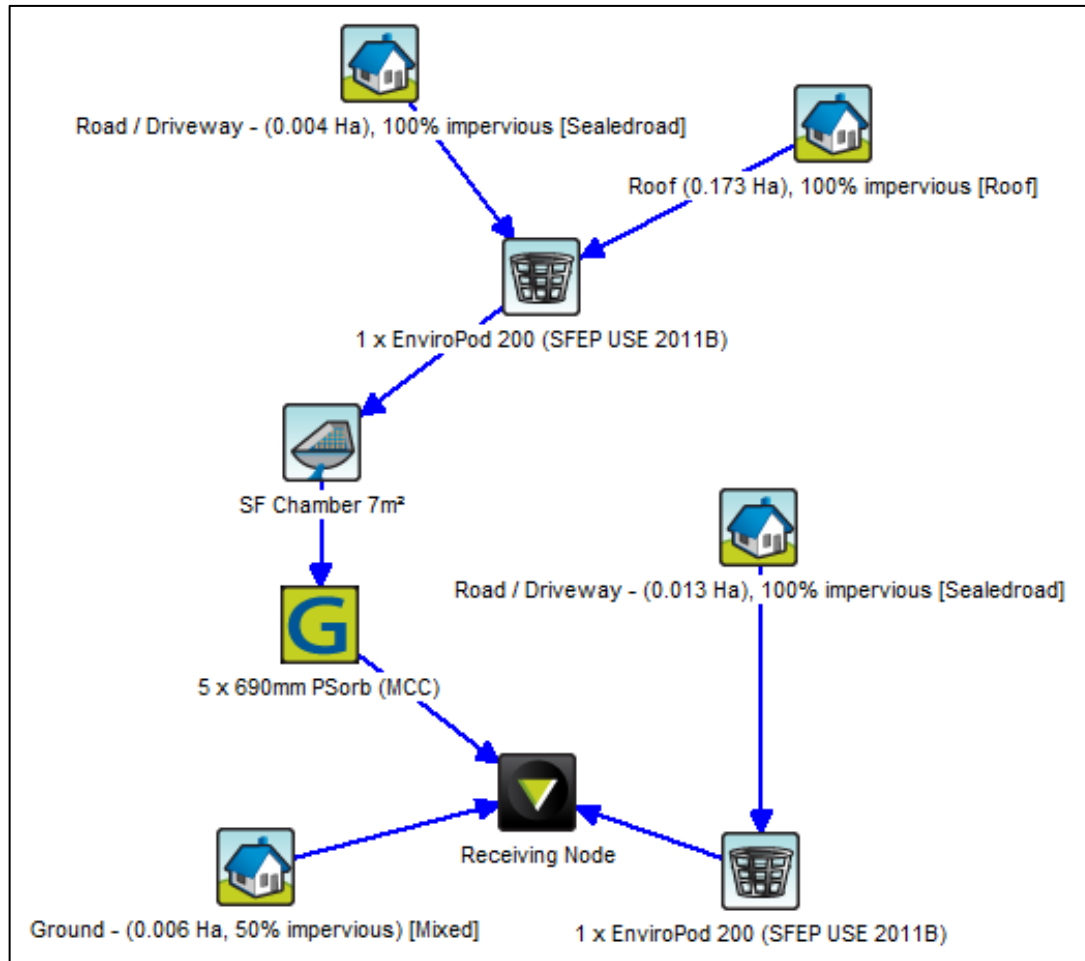 Road / Driveway - (0.004 Ha), 100% impervious [Sealedroad]
Roof (0.173 Ha), 100% impervious [Roof]
1 x EnviroPod 200 (SFEP USE 2011B)
SF Chamber 7m²
Road / Driveway - (0.013 Ha), 100% impervious [Sealedroad]
G
5 x 690mm PSorb (MCC)
Receiving Node
Ground - (0.006 Ha, 50% impervious) [Mixed]
1 x EnviroPod 200 (SFEP USE 2011B)